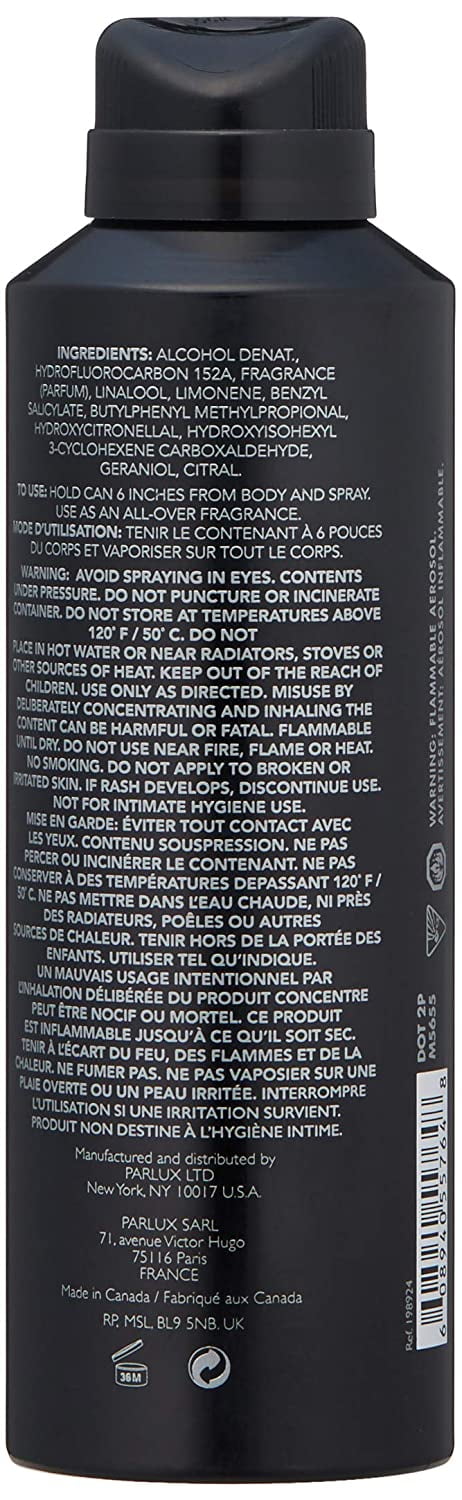 INGREDIENTS: ALCOHOL DENAT.,
HYDROFLUOROCARBON 152A, FRAGRANCE
(PARFUM), LINALOOL, LIMONENE, BENZYL
SALICYLATE, BUTYLPHENYL METHYLPROPIONAL,
HYDROXYCITRONELLAL, HYDROXYISOHEXYL
3-CYCLOHEXENE CARBOXALDEHYDE,
GERANIOL, CITRAL.
TO USE: HOLD CAN 6 INCHES FROM BODY AND SPRAY.
USE AS AN ALL-OVER FRAGRANCE.
MODE D'UTILISATION: TENIR LE CONTENANT À 6 POUCES
DU CORPS ET VAPORISER SUR TOUT LE CORPS.
WARNING: AVOID SPRAYING IN EYES. CONTENTS
UNDER PRESSURE. DO NOT PUNCTURE OR INCINERATE
CONTAINER. DO NOT STORE AT TEMPERATURES ABOVE
120° F / 50° C. DO NOT
PLACE IN HOT WATER OR NEAR RADIATORS, STOVES OR
OTHER SOURCES OF HEAT. KEEP OUT OF THE REACH OF
CHILDREN. USE ONLY AS DIRECTED. MISUSE BY
DELIBERATELY CONCENTRATING AND INHALING THE
CONTENT CAN BE HARMFUL OR FATAL. FLAMMABLE
UNTIL DRY. DO NOT USE NEAR FIRE, FLAME OR HEAT.
NO SMOKING. DO NOT APPLY TO BROKEN OR
IRRITATED SKIN. IF RASH DEVELOPS, DISCONTINUE USE.
NOT FOR INTIMATE HYGIENE USE.
MISE EN GARDE: ÉVITER TOUT CONTACT AVEC
LES YEUX. CONTENU SOUSPRESSION. NE PAS
PERCER OU INCINÉRER LE CONTENANT. NE PAS
CONSERVER À DES TEMPÉRATURES DEPASSANT 120° F /
50° C. NE PAS METTRE DANS L'EAU CHAUDE, NI PRÈS
DES RADIATEURS, POÊLES OU AUTRES
SOURCES DE CHALEUR. TENIR HORS DE LA PORTÉE DES
ENFANTS. UTILISER TEL QU'INDIQUE.
UN MAUVAIS USAGE INTENTIONNEL PAR
L'INHALATION DÉLIBÉRÉE DU PRODUIT CONCENTRE
PEUT ÊTRE NOCIF OU MORTEL. CE PRODUIT
EST INFLAMMABLE JUSQU'À CE QU'IL SOIT SEC.
TENIR À L'ÉCART DU FEU, DES FLAMMES ET DE LA
CHALEUR. NE FUMER PAS. NE PAS VAPORISER SUR UNE
PLAIE OVERTE OU UN PEAU IRRITÉE. INTERROMPRE
L'UTILISATION SI UNE IRRITATION SURVIENT.
PRODUIT NON DESTINE À L'HYGIÈNE INTIME.
Manufactured and distributed by
PARLUX LTD
New York, NY 10017 U.S.A.
PARLUX SARL
71, avenue Victor Hugo
75116 Paris
FRANCE
Made in Canada / Fabriqué aux Canada
RP, MSL, BL9 5NB. UK
36M
WARNING: FLAMMABLE AEROSOL.
AVERTISSEMENT: AÉROSOL INFLAMMABLE.
DOT 2P
M5655
6 08940 55764 8
Ref. 198924